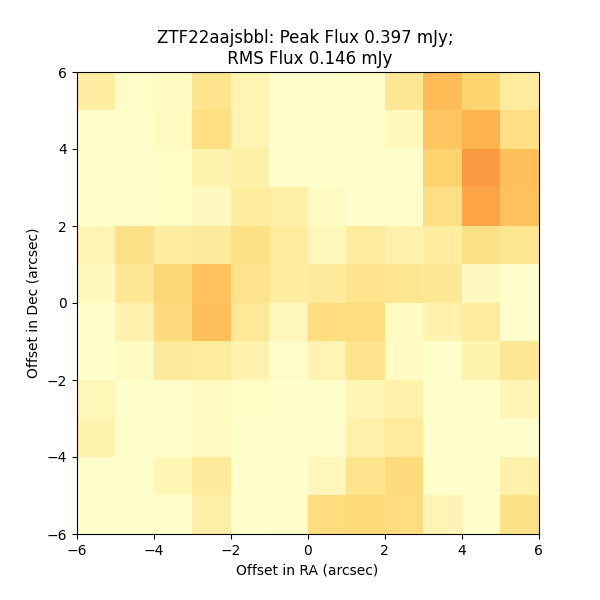 ZTF22aajsbbl: Peak Flux 0.397 mJy;
RMS Flux 0.146 mJy
6
4
2
0
−2
−4
−6
Offset in Dec (arcsec)
−6 −4 −2 0 2 4 6
Offset in RA (arcsec)